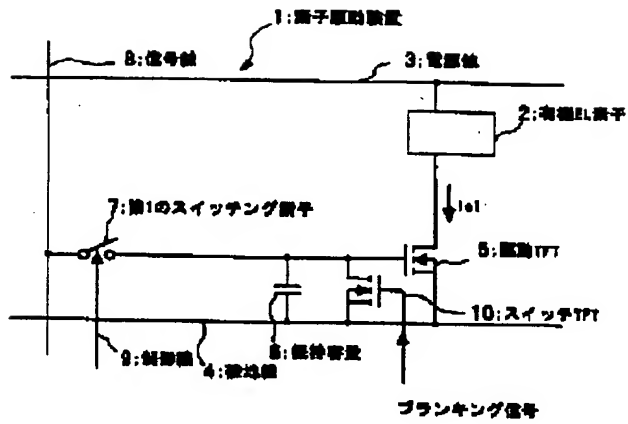 1:素子駆動装置
8:信号線
3:電源線
2:有機EL素子
7:第1のスイッチング素子
Iel
5:駆動TFT
10:スイッチTFT
9:制御線
4:接地線
6:保持容量
ブランキング信号